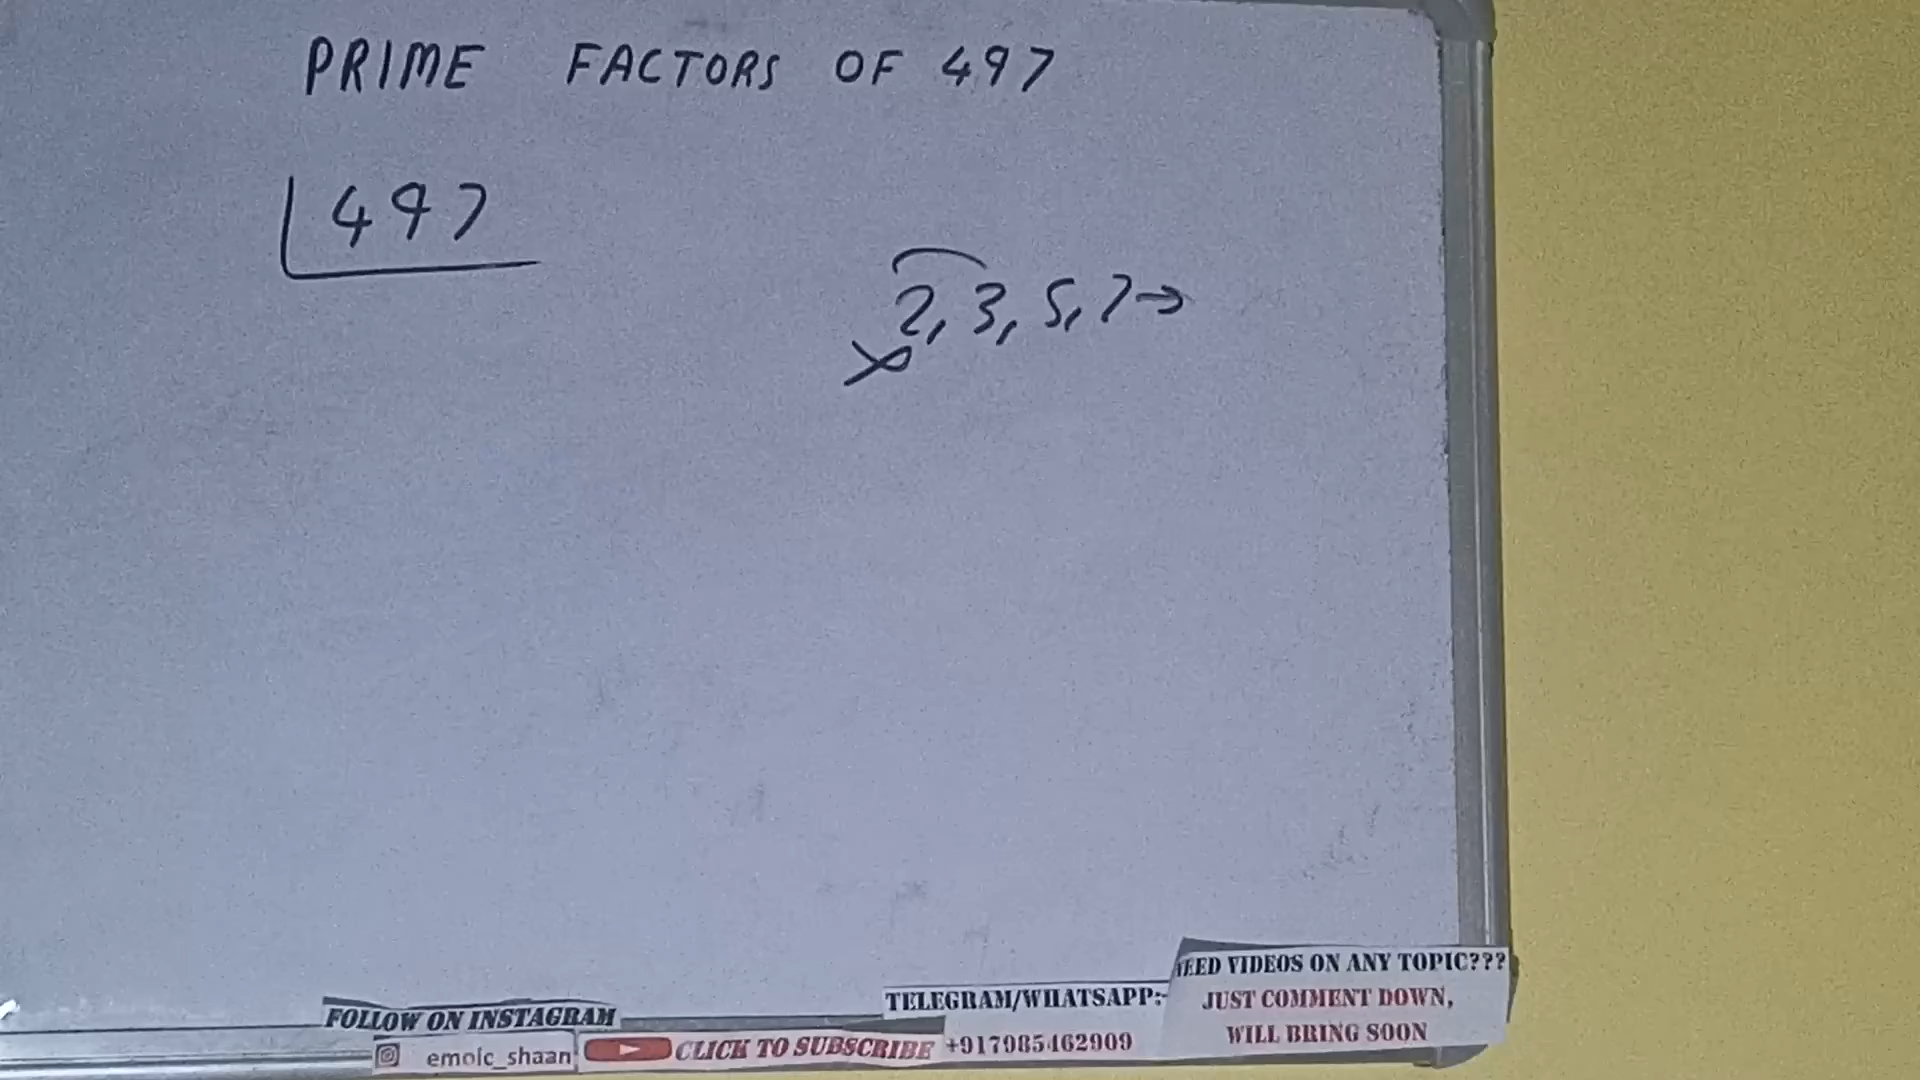 PRIME FACTORS OF 497
497
2, 3, 5, 7→
FOLLOW ON INSTAGRAM
emoic_shaan
CLICK TO SUBSCRIBE
TELEGRAM/WHATSAPP:-
+917985462909
NEED VIDEOS ON ANY TOPIC???
JUST COMMENT DOWN,
WILL BRING SOON